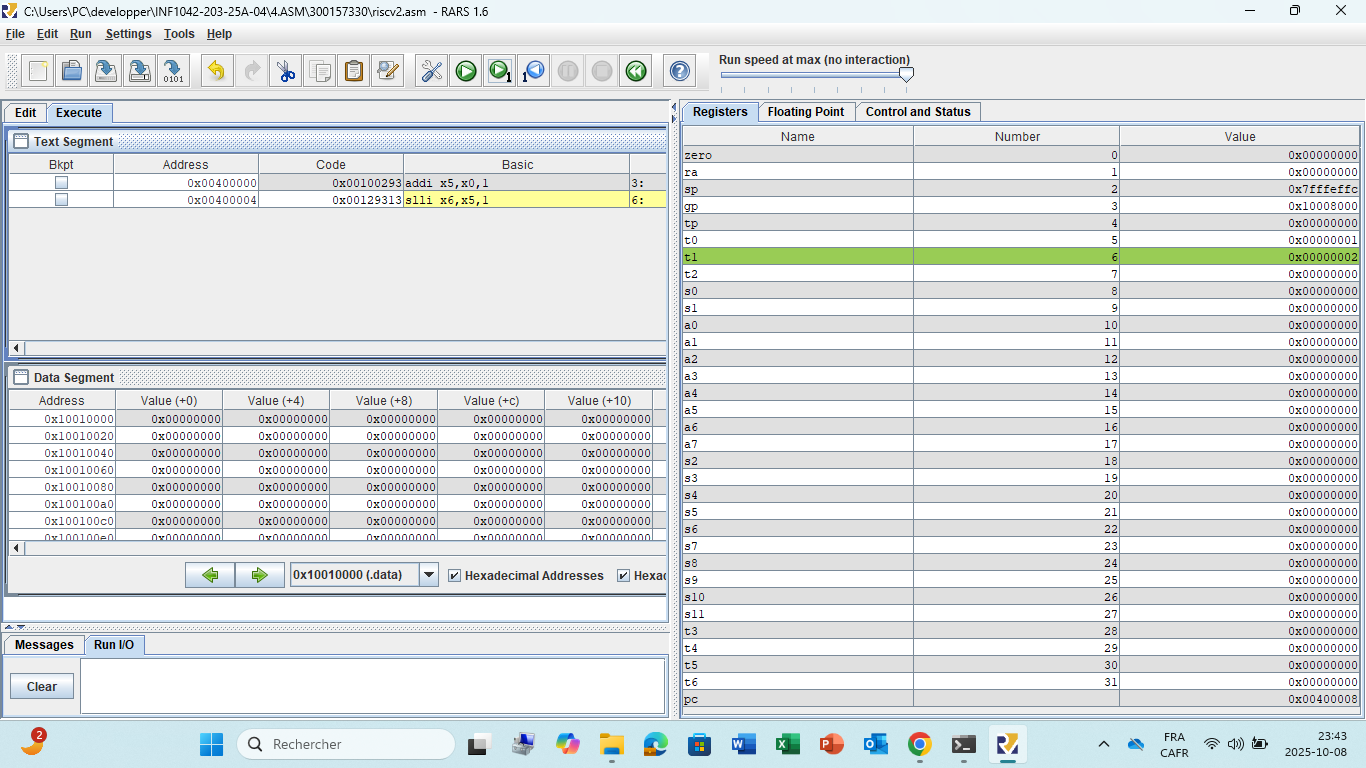 C:\Users\PC\developper\INF1042-203-25A-04\4.ASM\300157330\riscv2.asm - RARS 1.6
File Edit Run Settings Tools Help
Run speed at max (no interaction)
Edit Execute
Text Segment
Bkpt Address Code Basic
0x00400000 0x00100293 addi x5,x0,1 3:
0x00400004 0x00129313 slli x6,x5,1 6:
Data Segment
Address Value (+0) Value (+4) Value (+8) Value (+c) Value (+10)
0x10010000 0x00000000 0x00000000 0x00000000 0x00000000 0x00000000
0x10010020 0x00000000 0x00000000 0x00000000 0x00000000 0x00000000
0x10010040 0x00000000 0x00000000 0x00000000 0x00000000 0x00000000
0x10010060 0x00000000 0x00000000 0x00000000 0x00000000 0x00000000
0x10010080 0x00000000 0x00000000 0x00000000 0x00000000 0x00000000
0x100100a0 0x00000000 0x00000000 0x00000000 0x00000000 0x00000000
0x100100c0 0x00000000 0x00000000 0x00000000 0x00000000 0x00000000
0x100100e0 0x00000000 0x00000000 0x00000000 0x00000000 0x00000000
0x10010000 (.data) Hexadecimal Addresses Hexad
Messages Run I/O
Clear
Registers Floating Point Control and Status
Name Number Value
zero 0 0x00000000
ra 1 0x00000000
sp 2 0x7fffeffc
gp 3 0x10008000
tp 4 0x00000000
t0 5 0x00000001
t1 6 0x00000002
t2 7 0x00000000
s0 8 0x00000000
s1 9 0x00000000
a0 10 0x00000000
a1 11 0x00000000
a2 12 0x00000000
a3 13 0x00000000
a4 14 0x00000000
a5 15 0x00000000
a6 16 0x00000000
a7 17 0x00000000
s2 18 0x00000000
s3 19 0x00000000
s4 20 0x00000000
s5 21 0x00000000
s6 22 0x00000000
s7 23 0x00000000
s8 24 0x00000000
s9 25 0x00000000
s10 26 0x00000000
s11 27 0x00000000
t3 28 0x00000000
t4 29 0x00000000
t5 30 0x00000000
t6 31 0x00000000
pc 0x00400008
2
Rechercher
FRA
CAFR
23:43
2025-10-08